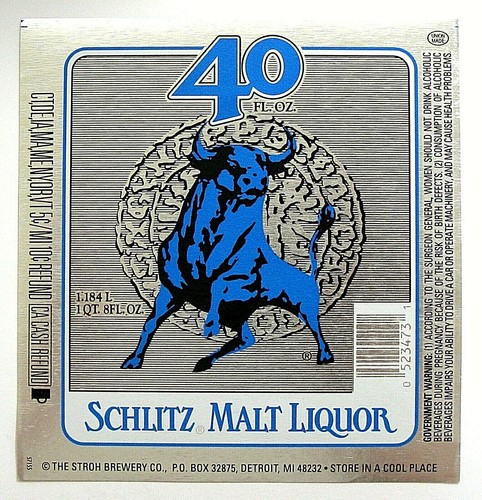 40
FL. OZ.
UNION
MADE
CT·DE·IA·MA·ME·NY·OR·VT 5¢/MI 10¢ REFUND CA CASH REFUND
1.184 L
1 QT. 8 FL. OZ.
®
0 523473 1
SCHLITZ® MALT LIQUOR
GOVERNMENT WARNING: (1) ACCORDING TO THE SURGEON GENERAL, WOMEN SHOULD NOT DRINK ALCOHOLIC
BEVERAGES DURING PREGNANCY BECAUSE OF THE RISK OF BIRTH DEFECTS. (2) CONSUMPTION OF ALCOHOLIC
BEVERAGES IMPAIRS YOUR ABILITY TO DRIVE A CAR OR OPERATE MACHINERY, AND MAY CAUSE HEALTH PROBLEMS.
© THE STROH BREWERY CO., P.O. BOX 32875, DETROIT, MI 48232 • STORE IN A COOL PLACE